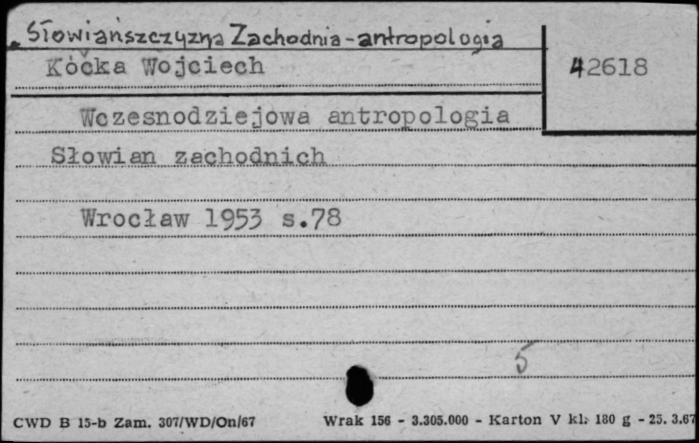 Słowiańszczyzna Zachodnia - antropologia
Kócka Wojciech
42618
Wczesnodziejowa antropologia
Słowian zachodnich
Wrocław 1953 s.78
5
CWD B 15-b Zam. 307/WD/On/67 Wrak 156 - 3.305.000 - Karton V kl. 180 g - 25. 3.67